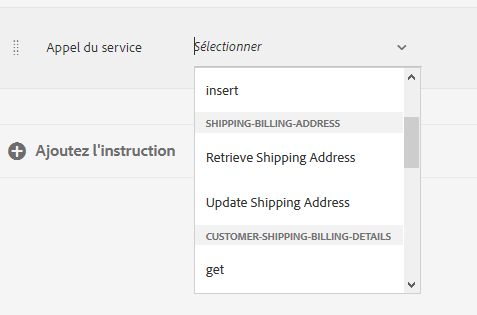 Appel du service
Sélectionner
insert
SHIPPING-BILLING-ADDRESS
Retrieve Shipping Address
Update Shipping Address
CUSTOMER-SHIPPING-BILLING-DETAILS
get
Ajoutez l'instruction